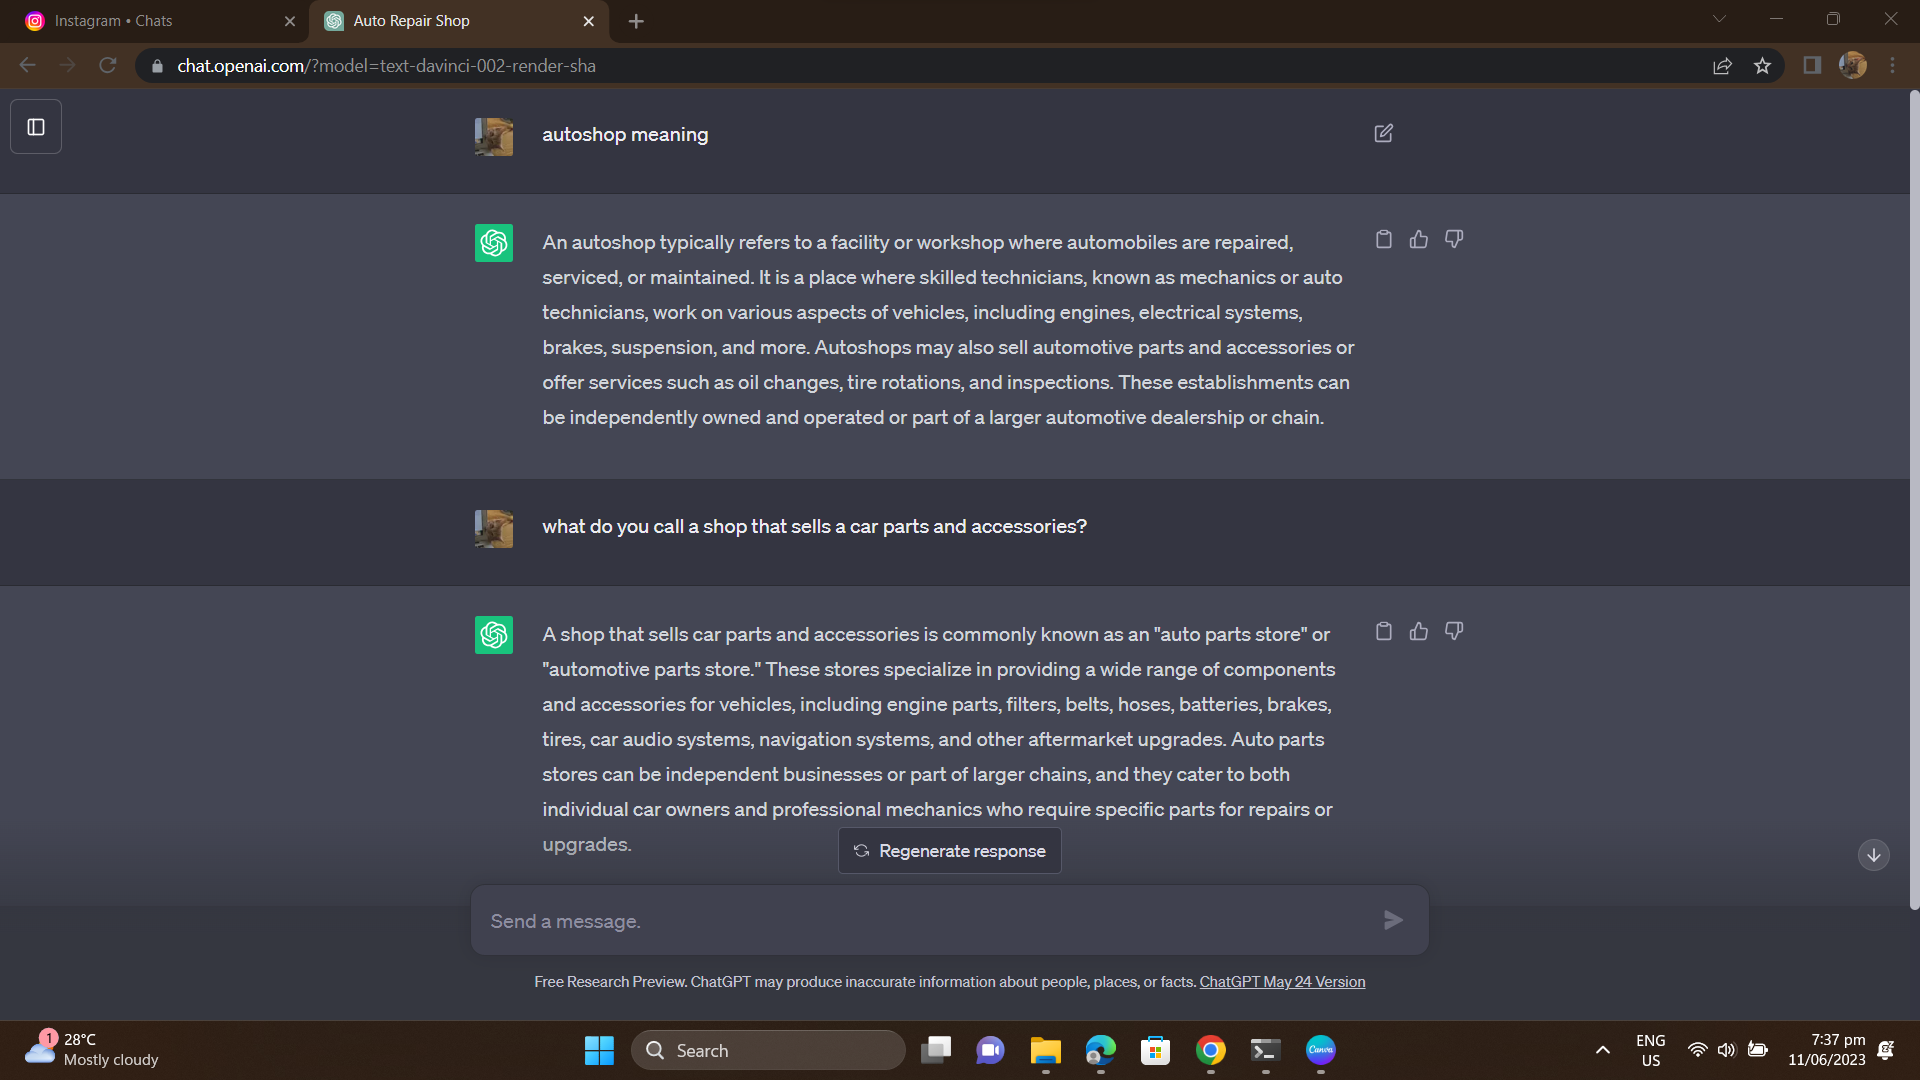 Instagram • Chats
Auto Repair Shop
chat.openai.com/?model=text-davinci-002-render-sha
autoshop meaning
An autoshop typically refers to a facility or workshop where automobiles are repaired,
serviced, or maintained. It is a place where skilled technicians, known as mechanics or auto
technicians, work on various aspects of vehicles, including engines, electrical systems,
brakes, suspension, and more. Autoshops may also sell automotive parts and accessories or
offer services such as oil changes, tire rotations, and inspections. These establishments can
be independently owned and operated or part of a larger automotive dealership or chain.
what do you call a shop that sells a car parts and accessories?
A shop that sells car parts and accessories is commonly known as an "auto parts store" or
"automotive parts store." These stores specialize in providing a wide range of components
and accessories for vehicles, including engine parts, filters, belts, hoses, batteries, brakes,
tires, car audio systems, navigation systems, and other aftermarket upgrades. Auto parts
stores can be independent businesses or part of larger chains, and they cater to both
individual car owners and professional mechanics who require specific parts for repairs or
upgrades.
Regenerate response
Send a message.
Free Research Preview. ChatGPT may produce inaccurate information about people, places, or facts. ChatGPT May 24 Version
1
28°C
Mostly cloudy
Search
Canva
ENG
US
7:37 pm
11/06/2023